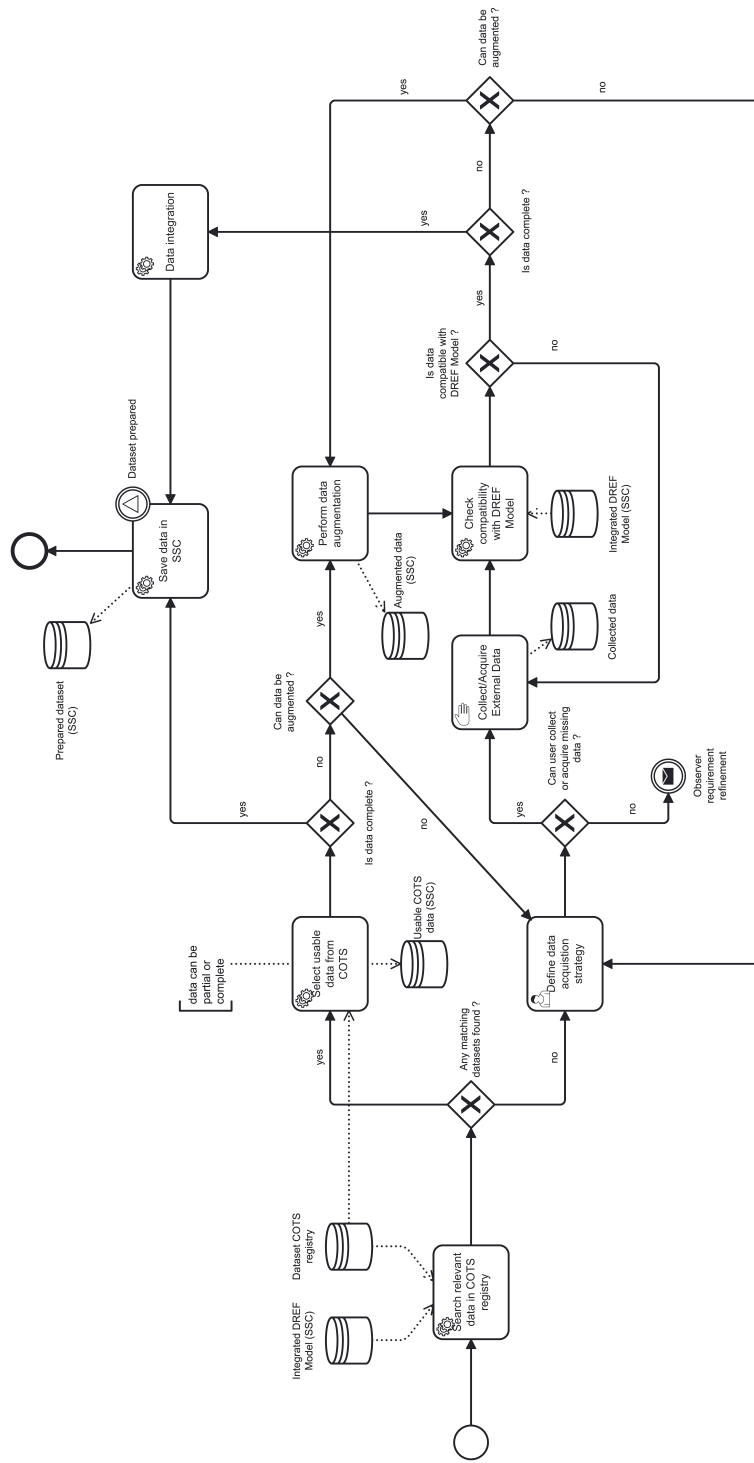 Integrated DREF
Model (SSC)
Dataset COTS
registry
Search relevant
data in COTS
registry
Any matching
datasets found ?
yes
no
data can be
partial or
complete
Select usable
data from
COTS
Usable COTS
data (SSC)
Define data
acquistion
strategy
Is data complete ?
yes
no
Can data be
augmented ?
yes
no
Can user collect
or acquire missing
data ?
yes
no
Observer
requirement
refinement
Collect/Acquire
External Data
Collected data
Perform data
augmentation
Augmented data
(SSC)
Check
compatibility
with DREF
Model
Integrated DREF
Model (SSC)
Is data
compatible with
DREF Model ?
yes
no
Is data complete ?
yes
no
Can data be
augmented ?
yes
no
Data integration
Save data in
SSC
Dataset prepared
Prepared dataset
(SSC)